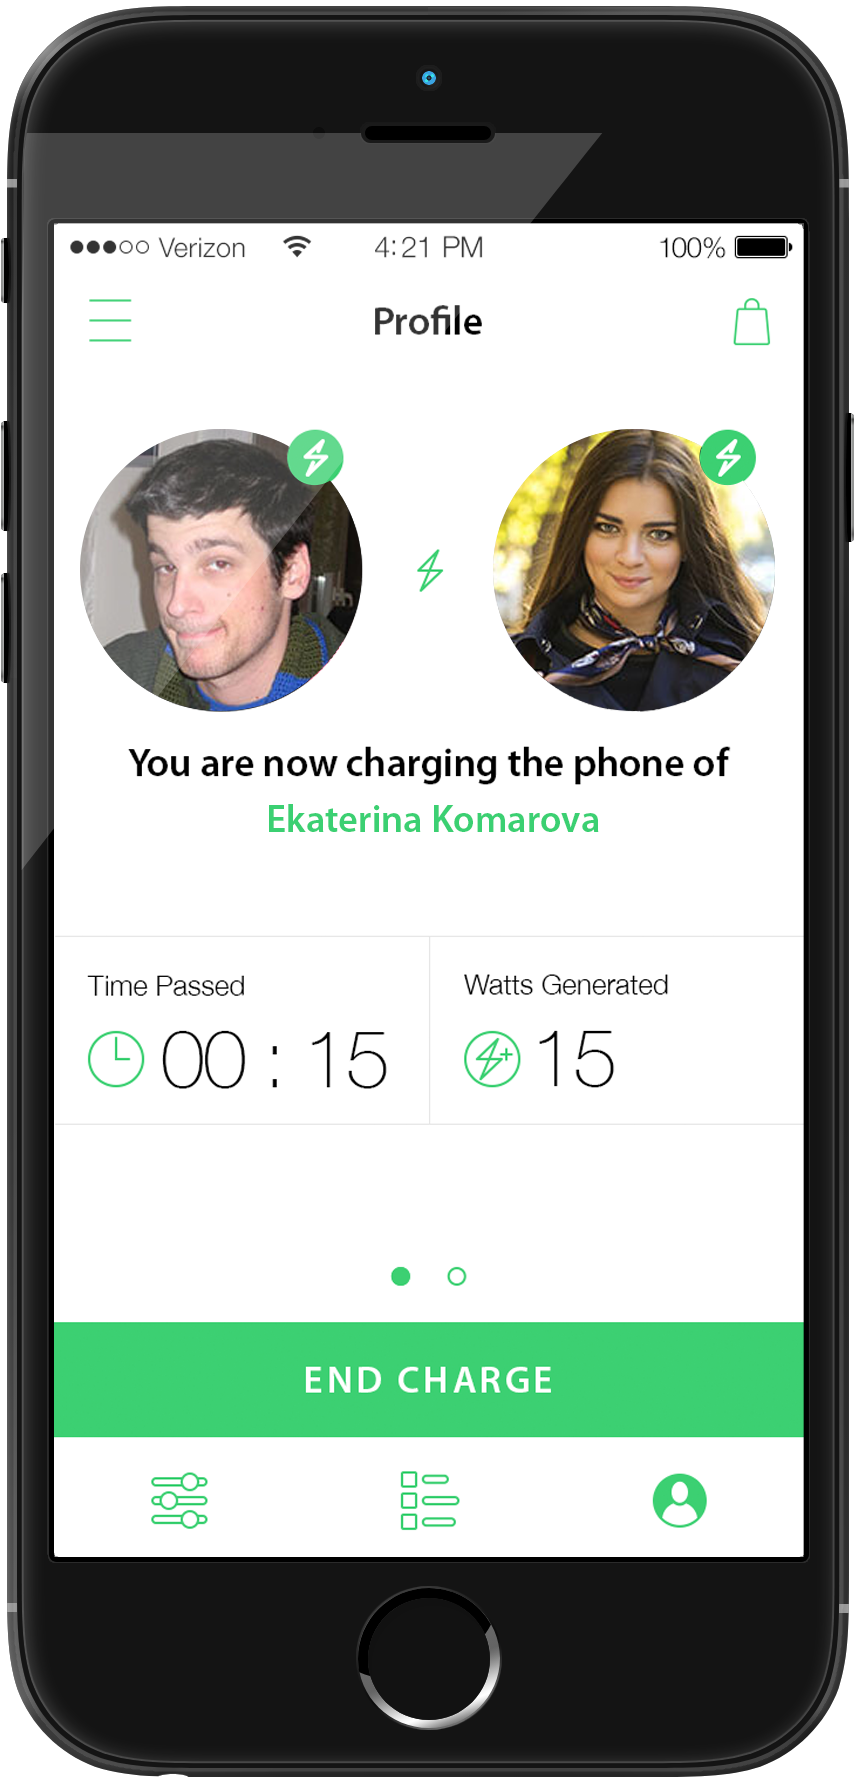 Verizon 4:21 PM 100%
Profile
You are now charging the phone of
Ekaterina Komarova
Time Passed
Watts Generated
00 : 15
15
END CHARGE